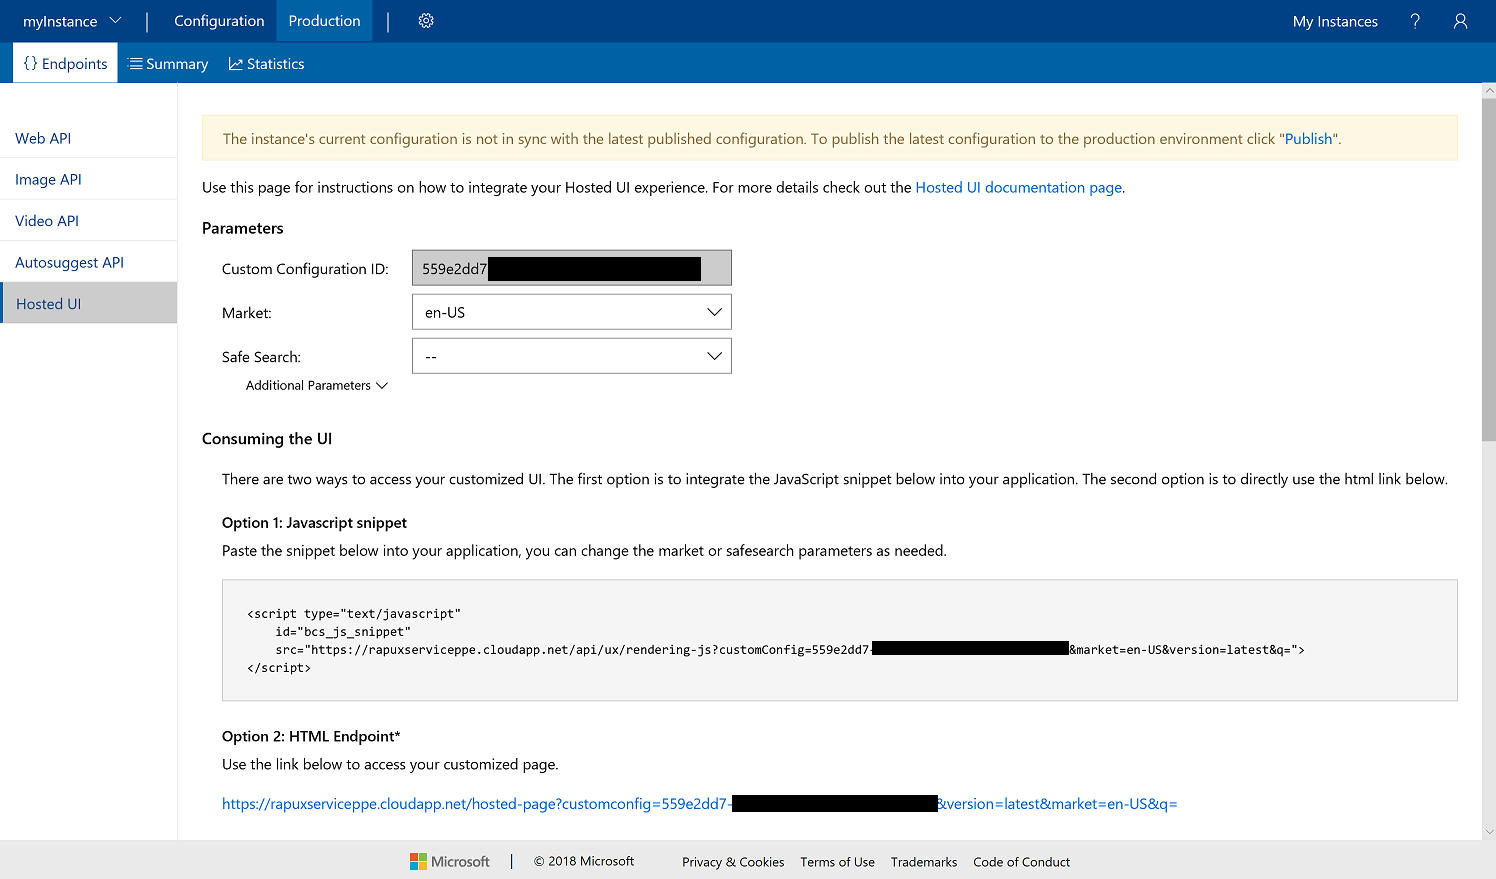 myInstance | Configuration Production | My Instances ?
{} Endpoints Summary Statistics
Web API
Image API
Video API
Autosuggest API
Hosted UI
The instance's current configuration is not in sync with the latest published configuration. To publish the latest configuration to the production environment click "Publish".
Use this page for instructions on how to integrate your Hosted UI experience. For more details check out the Hosted UI documentation page.
Parameters
Custom Configuration ID: 559e2dd7
Market: en-US
Safe Search: --
Additional Parameters
Consuming the UI
There are two ways to access your customized UI. The first option is to integrate the JavaScript snippet below into your application. The second option is to directly use the html link below.
Option 1: Javascript snippet
Paste the snippet below into your application, you can change the market or safesearch parameters as needed.
<script type="text/javascript"
id="bcs_js_snippet"
src="https://rapuxserviceppe.cloudapp.net/api/ux/rendering-js?customConfig=559e2dd7- &market=en-US&version=latest&q=">
</script>
Option 2: HTML Endpoint*
Use the link below to access your customized page.
https://rapuxserviceppe.cloudapp.net/hosted-page?customconfig=559e2dd7- &version=latest&market=en-US&q=
Microsoft | © 2018 Microsoft Privacy & Cookies Terms of Use Trademarks Code of Conduct